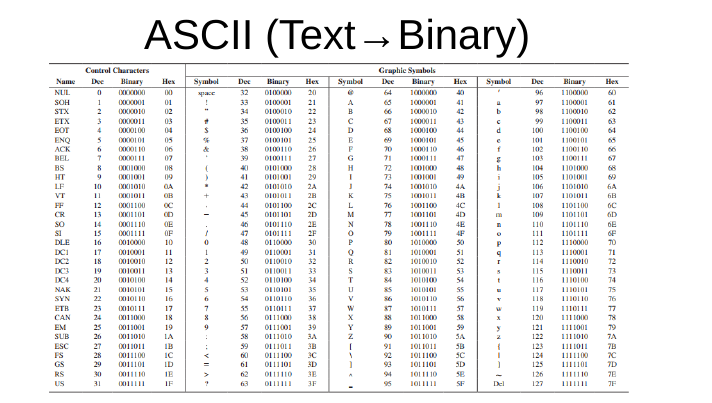 ASCII (Text→Binary)
Control Characters Graphic Symbols
Name Dec Binary Hex Symbol Dec Binary Hex Symbol Dec Binary Hex Symbol Dec Binary Hex
NUL 0 0000000 00 space 32 0100000 20 @ 64 1000000 40 ' 96 1100000 60
SOH 1 0000001 01 ! 33 0100001 21 A 65 1000001 41 a 97 1100001 61
STX 2 0000010 02 " 34 0100010 22 B 66 1000010 42 b 98 1100010 62
ETX 3 0000011 03 # 35 0100011 23 C 67 1000011 43 c 99 1100011 63
EOT 4 0000100 04 $ 36 0100100 24 D 68 1000100 44 d 100 1100100 64
ENQ 5 0000101 05 % 37 0100101 25 E 69 1000101 45 e 101 1100101 65
ACK 6 0000110 06 & 38 0100110 26 F 70 1000110 46 f 102 1100110 66
BEL 7 0000111 07 ' 39 0100111 27 G 71 1000111 47 g 103 1100111 67
BS 8 0001000 08 ( 40 0101000 28 H 72 1001000 48 h 104 1101000 68
HT 9 0001001 09 ) 41 0101001 29 I 73 1001001 49 i 105 1101001 69
LF 10 0001010 0A * 42 0101010 2A J 74 1001010 4A j 106 1101010 6A
VT 11 0001011 0B + 43 0101011 2B K 75 1001011 4B k 107 1101011 6B
FF 12 0001100 0C , 44 0101100 2C L 76 1001100 4C l 108 1101100 6C
CR 13 0001101 0D – 45 0101101 2D M 77 1001101 4D m 109 1101101 6D
SO 14 0001110 0E . 46 0101110 2E N 78 1001110 4E n 110 1101110 6E
SI 15 0001111 0F / 47 0101111 2F O 79 1001111 4F o 111 1101111 6F
DLE 16 0010000 10 0 48 0110000 30 P 80 1010000 50 p 112 1110000 70
DC1 17 0010001 11 1 49 0110001 31 Q 81 1010001 51 q 113 1110001 71
DC2 18 0010010 12 2 50 0110010 32 R 82 1010010 52 r 114 1110010 72
DC3 19 0010011 13 3 51 0110011 33 S 83 1010011 53 s 115 1110011 73
DC4 20 0010100 14 4 52 0110100 34 T 84 1010100 54 t 116 1110100 74
NAK 21 0010101 15 5 53 0110101 35 U 85 1010101 55 u 117 1110101 75
SYN 22 0010110 16 6 54 0110110 36 V 86 1010110 56 v 118 1110110 76
ETB 23 0010111 17 7 55 0110111 37 W 87 1010111 57 w 119 1110111 77
CAN 24 0011000 18 8 56 0111000 38 X 88 1011000 58 x 120 1111000 78
EM 25 0011001 19 9 57 0111001 39 Y 89 1011001 59 y 121 1111001 79
SUB 26 0011010 1A : 58 0111010 3A Z 90 1011010 5A z 122 1111010 7A
ESC 27 0011011 1B ; 59 0111011 3B [ 91 1011011 5B { 123 1111011 7B
FS 28 0011100 1C < 60 0111100 3C \ 92 1011100 5C | 124 1111100 7C
GS 29 0011101 1D = 61 0111101 3D ] 93 1011101 5D } 125 1111101 7D
RS 30 0011110 1E > 62 0111110 3E ^ 94 1011110 5E ~ 126 1111110 7E
US 31 0011111 1F ? 63 0111111 3F _ 95 1011111 5F Del 127 1111111 7F